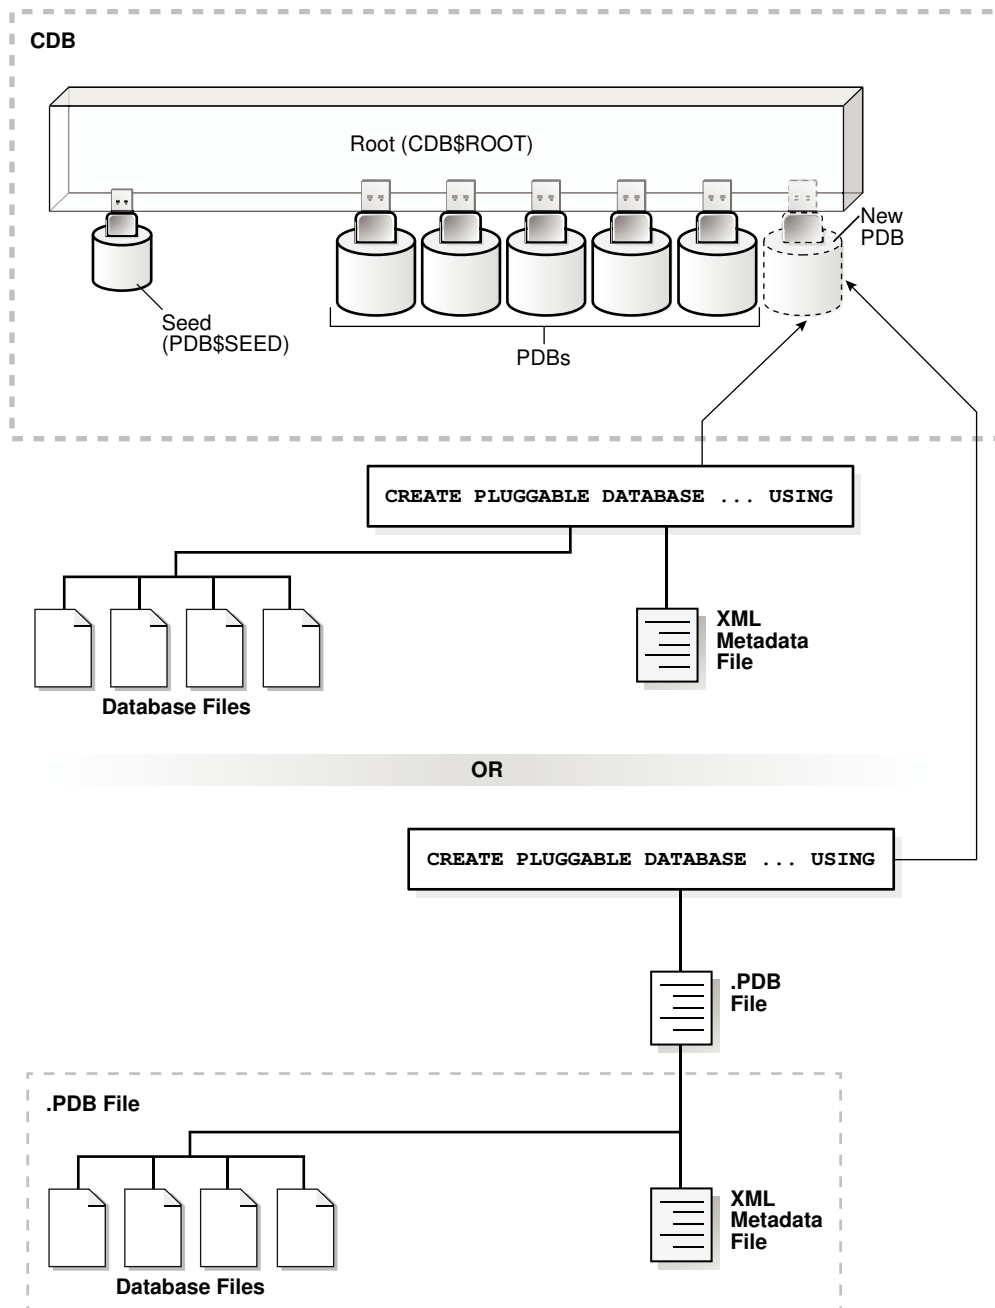 CDB
Root (CDB$ROOT)
New
PDB
Seed
(PDB$SEED)
PDBs
CREATE PLUGGABLE DATABASE ... USING
XML
Metadata
File
Database Files
OR
CREATE PLUGGABLE DATABASE ... USING
.PDB
File
.PDB File
XML
Metadata
File
Database Files